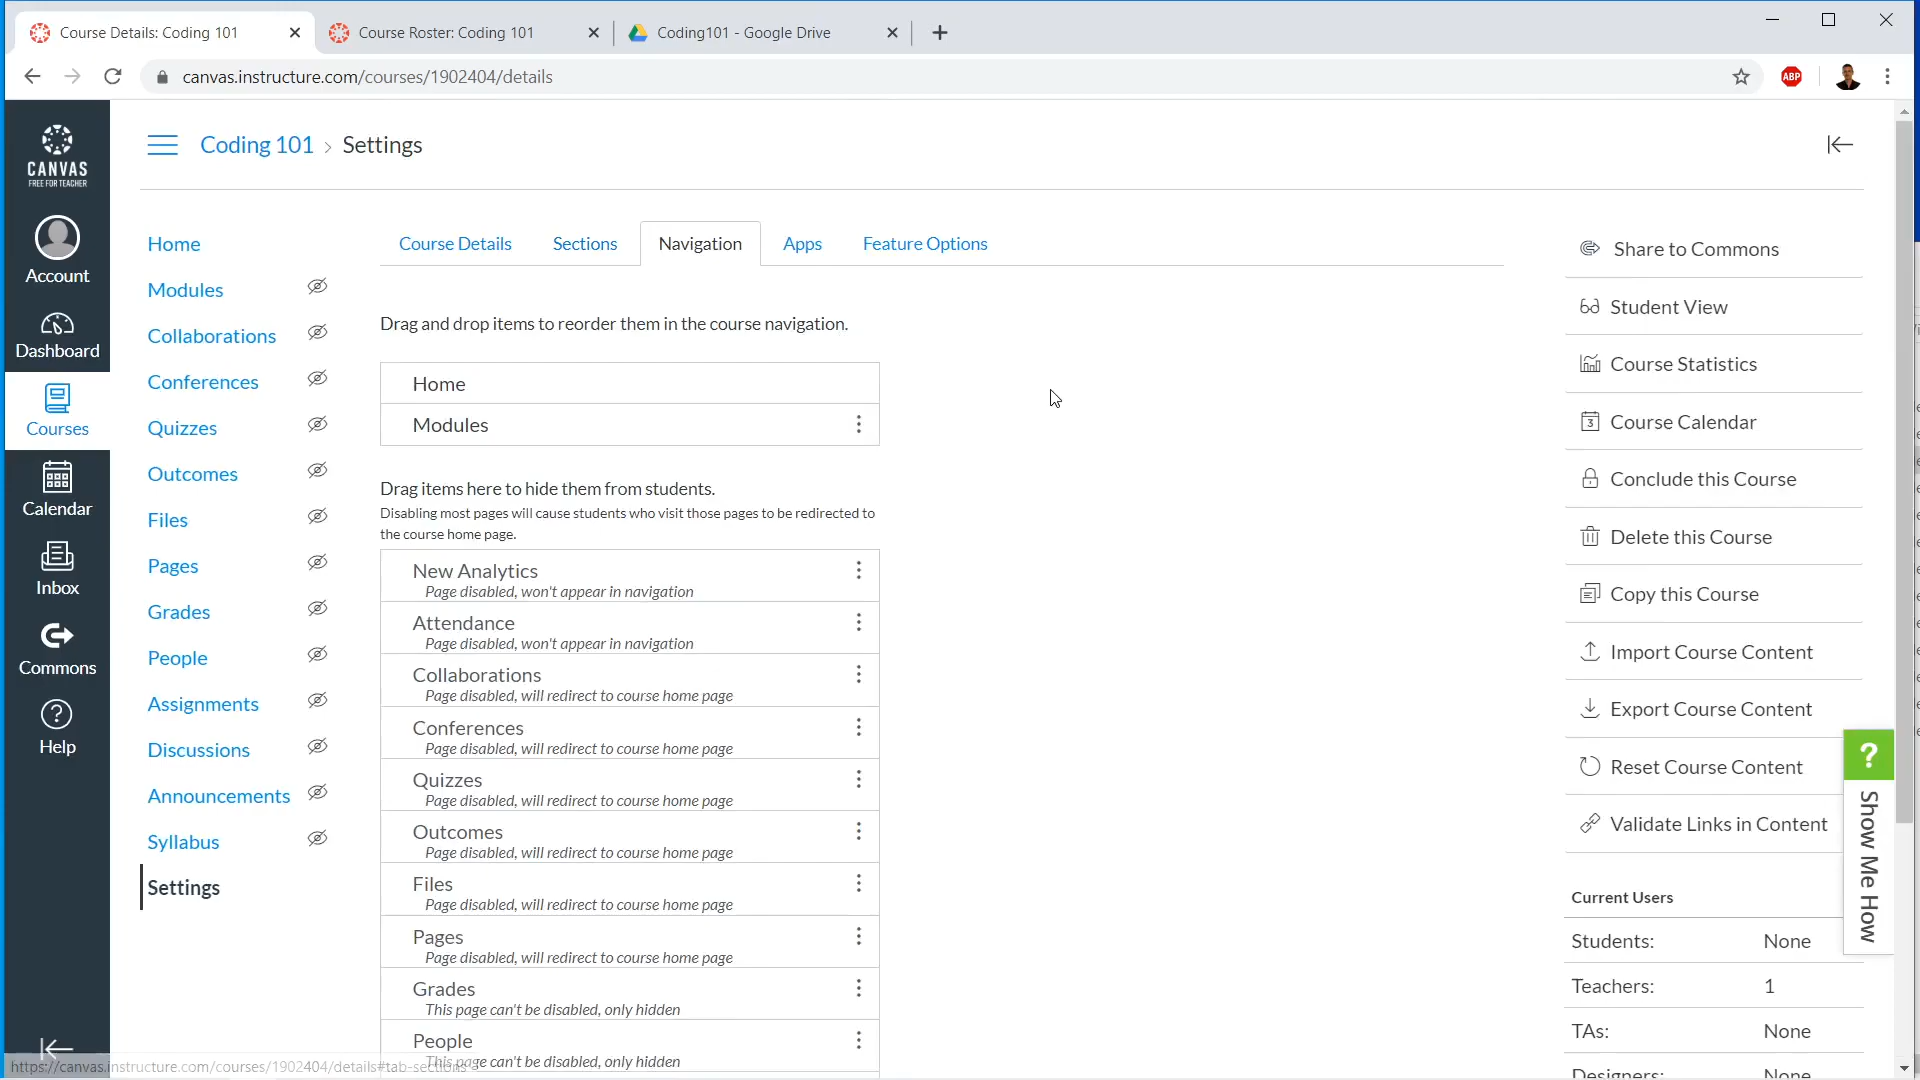 Course Details: Coding 101
Course Roster: Coding 101
Coding101 - Google Drive
canvas.instructure.com/courses/1902404/details
ABP
CANVAS
FREE FOR TEACHER
Account
Dashboard
Courses
Calendar
Inbox
Commons
Help
Coding 101 > Settings
Home
Modules
Collaborations
Conferences
Quizzes
Outcomes
Files
Pages
Grades
People
Assignments
Discussions
Announcements
Syllabus
Settings
Course Details
Sections
Navigation
Apps
Feature Options
Drag and drop items to reorder them in the course navigation.
Home
Modules
Drag items here to hide them from students.
Disabling most pages will cause students who visit those pages to be redirected to
the course home page.
New Analytics
Page disabled, won't appear in navigation
Attendance
Page disabled, won't appear in navigation
Collaborations
Page disabled, will redirect to course home page
Conferences
Page disabled, will redirect to course home page
Quizzes
Page disabled, will redirect to course home page
Outcomes
Page disabled, will redirect to course home page
Files
Page disabled, will redirect to course home page
Pages
Page disabled, will redirect to course home page
Grades
This page can't be disabled, only hidden
People
This page can't be disabled, only hidden
Share to Commons
Student View
Course Statistics
3
Course Calendar
Conclude this Course
Delete this Course
Copy this Course
Import Course Content
Export Course Content
Reset Course Content
Validate Links in Content
Current Users
Students: None
Teachers: 1
TAs: None
Designers: None
? Show Me How
https://canvas.instructure.com/courses/1902404/details#tab-sections